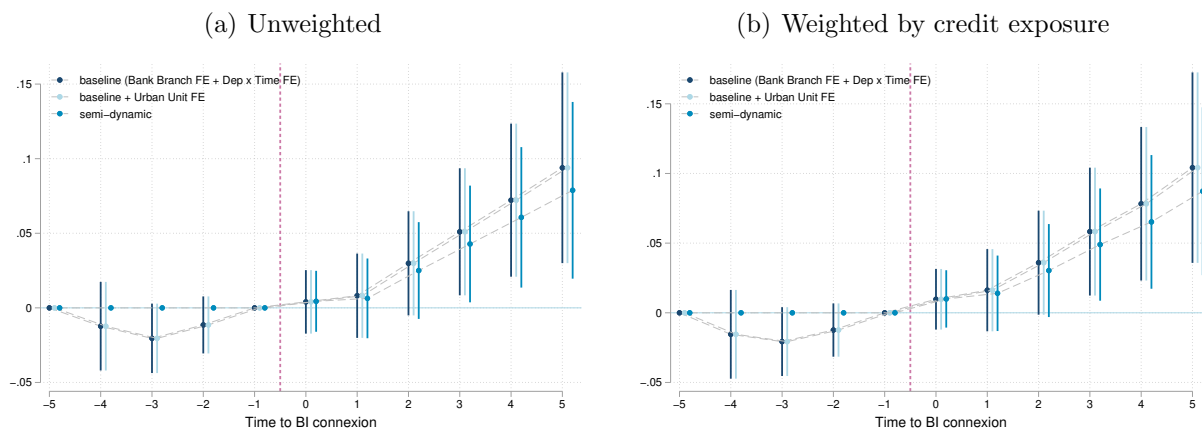 (a) Unweighted
baseline (Bank Branch FE + Dep x Time FE)
baseline + Urban Unit FE
semi−dynamic
.15
.1
.05
0
−.05
−5 −4 −3 −2 −1 0 1 2 3 4 5
Time to BI connexion
(b) Weighted by credit exposure
baseline (Bank Branch FE + Dep x Time FE)
baseline + Urban Unit FE
semi−dynamic
.15
.1
.05
0
−.05
−5 −4 −3 −2 −1 0 1 2 3 4 5
Time to BI connexion